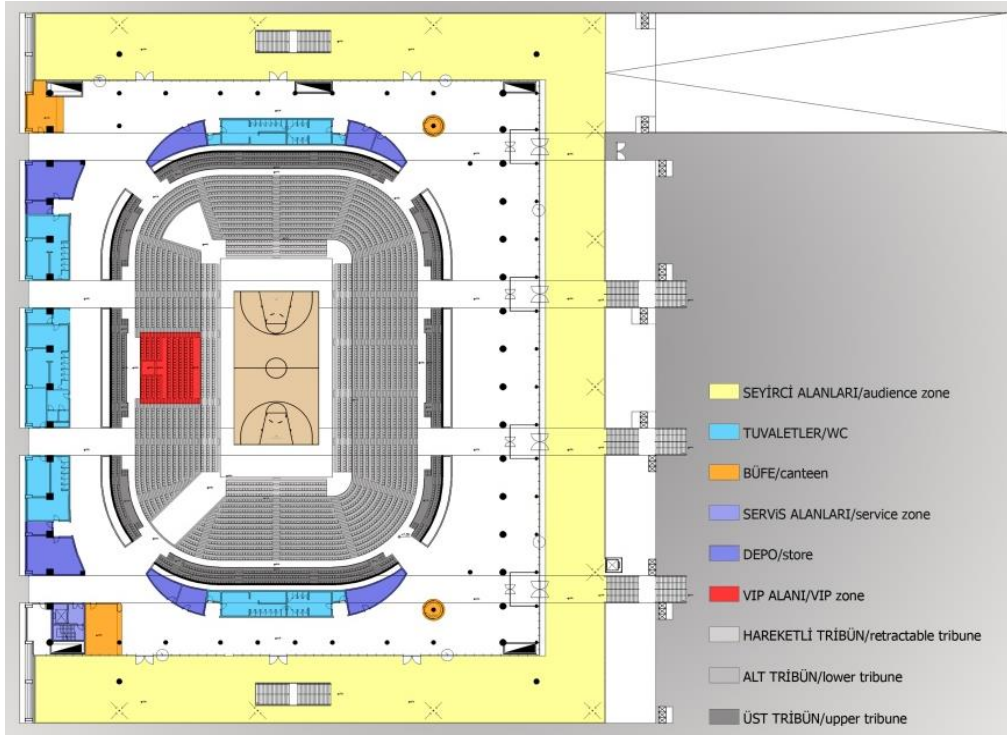 SEYİRCİ ALANLARI/audience zone
TUVALETLER/WC
BÜFE/canteen
SERViS ALANLARI/service zone
DEPO/store
VIP ALANI/VIP zone
HAREKETLİ TRİBÜN/retractable tribune
ALT TRİBÜN/lower tribune
ÜST TRİBÜN/upper tribune